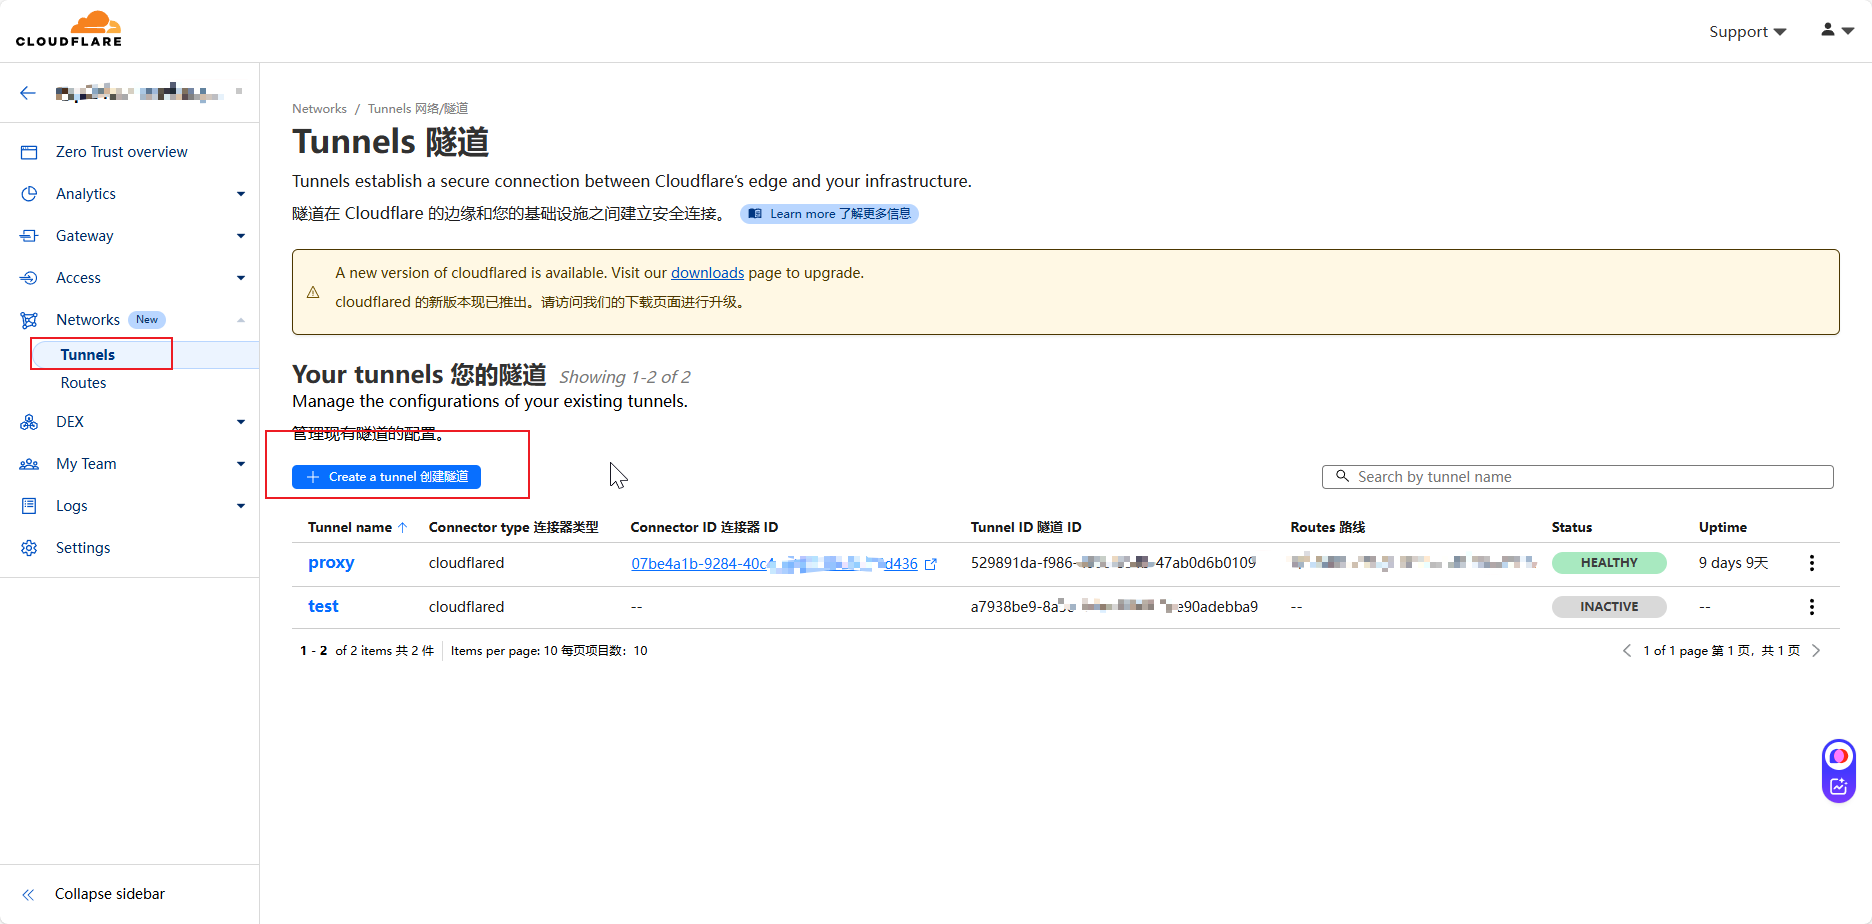 CLOUDFLARE
Support
Zero Trust overview
Analytics
Gateway
Access
Networks New
Tunnels
Routes
DEX
My Team
Logs
Settings
Collapse sidebar
Networks / Tunnels 网络/隧道
Tunnels 隧道
Tunnels establish a secure connection between Cloudflare’s edge and your infrastructure.
隧道在 Cloudflare 的边缘和您的基础设施之间建立安全连接。 Learn more 了解更多信息
A new version of cloudflared is available. Visit our downloads page to upgrade.
cloudflared 的新版本现已推出。请访问我们的下载页面进行升级。
Your tunnels 您的隧道 Showing 1-2 of 2
Manage the configurations of your existing tunnels.
管理现有隧道的配置。
Create a tunnel 创建隧道 Search by tunnel name
Tunnel name Connector type 连接器类型 Connector ID 连接器 ID Tunnel ID 隧道 ID Routes 路线 Status Uptime
proxy cloudflared 07be4a1b-9284-40c d436 529891da-f986- -47ab0d6b0109 HEALTHY 9 days 9天
test cloudflared -- a7938be9-8a e90adebba9 -- INACTIVE --
1 - 2 of 2 items 共 2 件 Items per page: 10 每页项目数：10 1 of 1 page 第 1 页，共 1 页